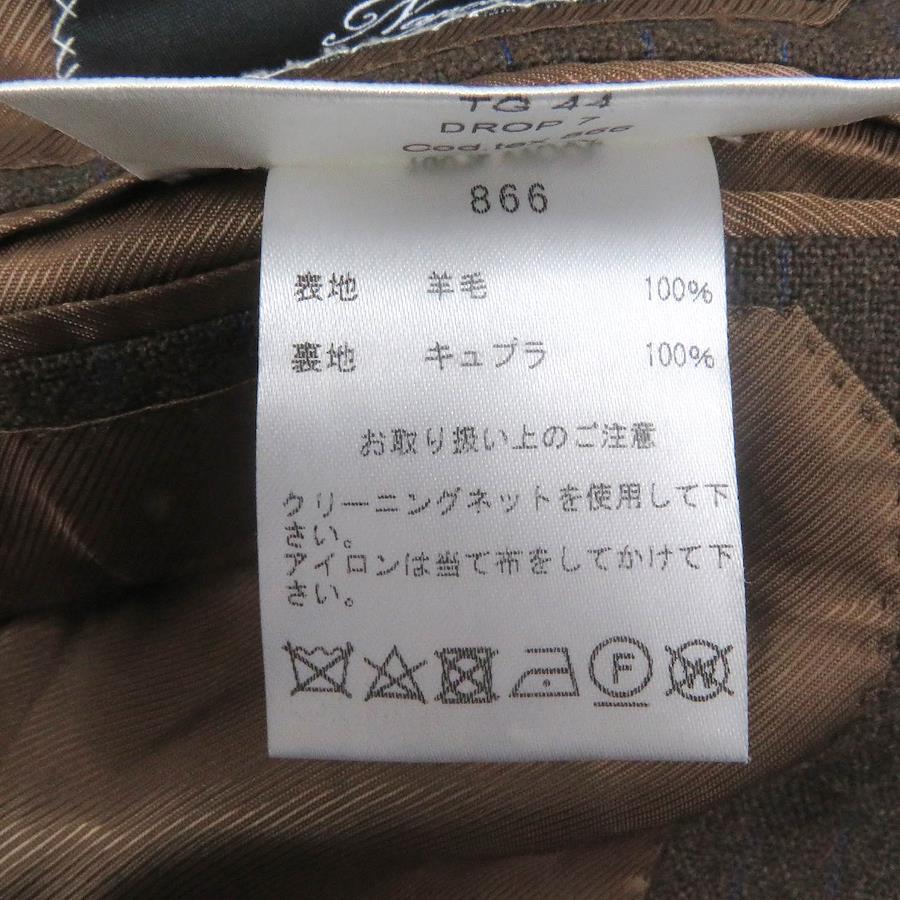 TG 44
DROP 7
Cod.tex.866
866
表地 羊毛 100%
裏地 キュプラ 100%
お取り扱い上のご注意
クリーニングネットを使用して下
さい。
アイロンは当て布をしてかけて下
さい。
F
W